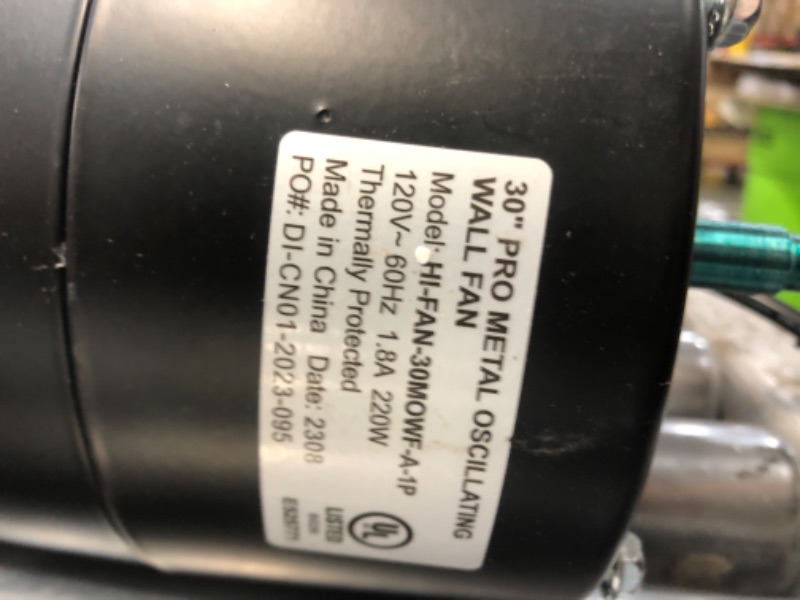 30" PRO METAL OSCILLATING
WALL FAN
Model: HI-FAN-30MOWF-A-1P
120V~ 60Hz 1.8A 220W
Thermally Protected
Made in China Date: 2308
PO#: DI-CN01-2023-095
UL
LISTED